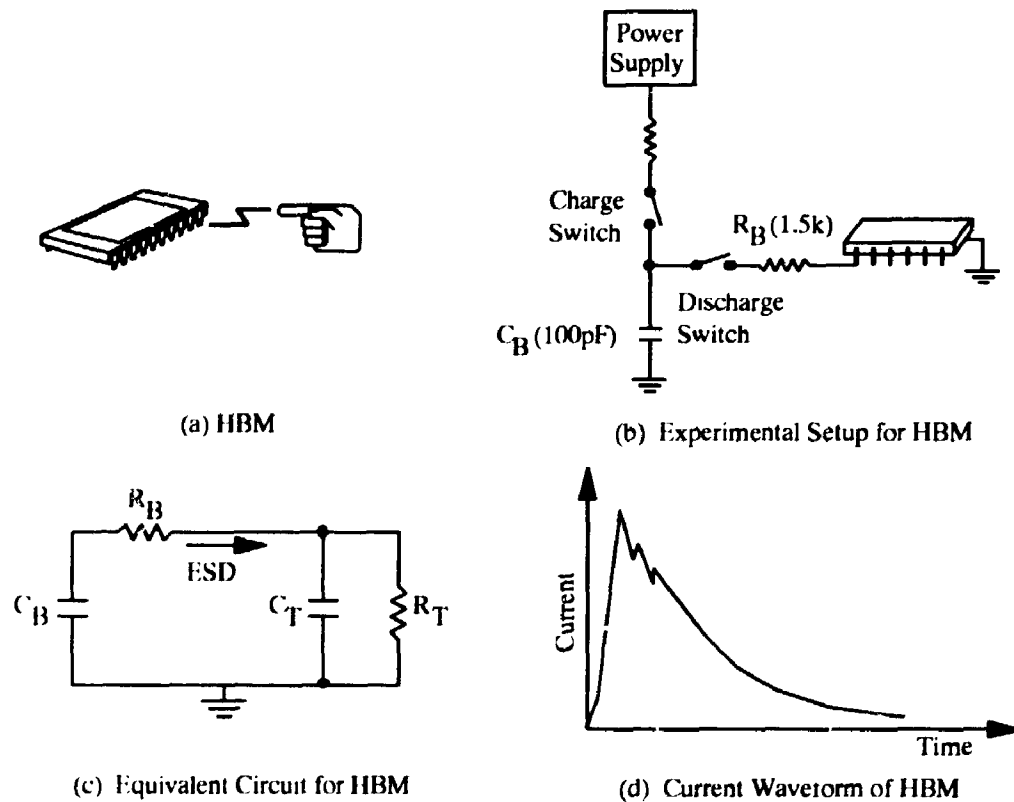 Power
Supply
Charge
Switch
R_B (1.5k)
Discharge
Switch
C_B (100pF)
(a) HBM
(b) Experimental Setup for HBM
R_B
ESD
C_B
C_T
R_T
Current
Time
(c) Equivalent Circuit for HBM
(d) Current Waveform of HBM